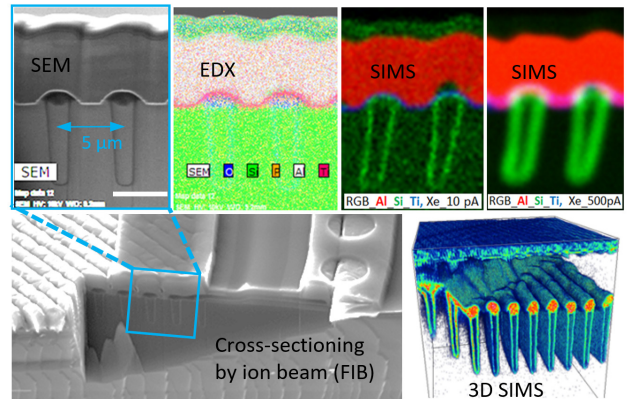 SEM
5 μm
SEM
EDX
SEM O Si P Al T
SIMS
RGB_Al_Si_Ti, Xe_10 pA
SIMS
RGB_Al_Si_Ti, Xe_500pA
Cross-sectioning
by ion beam (FIB)
3D SIMS